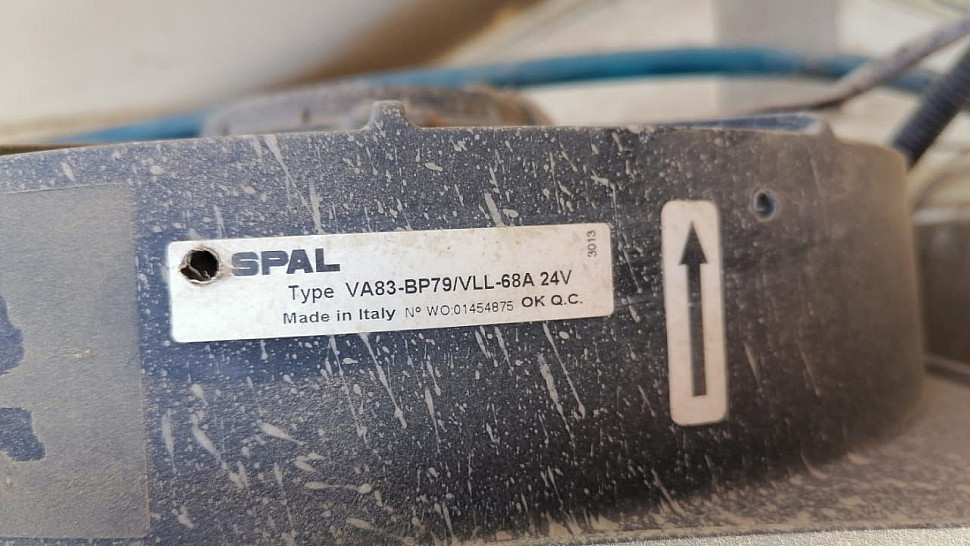 SPAL
3013
Type VA83-BP79/VLL-68A 24V
Made in Italy N° WO:01454875 OK Q.C.